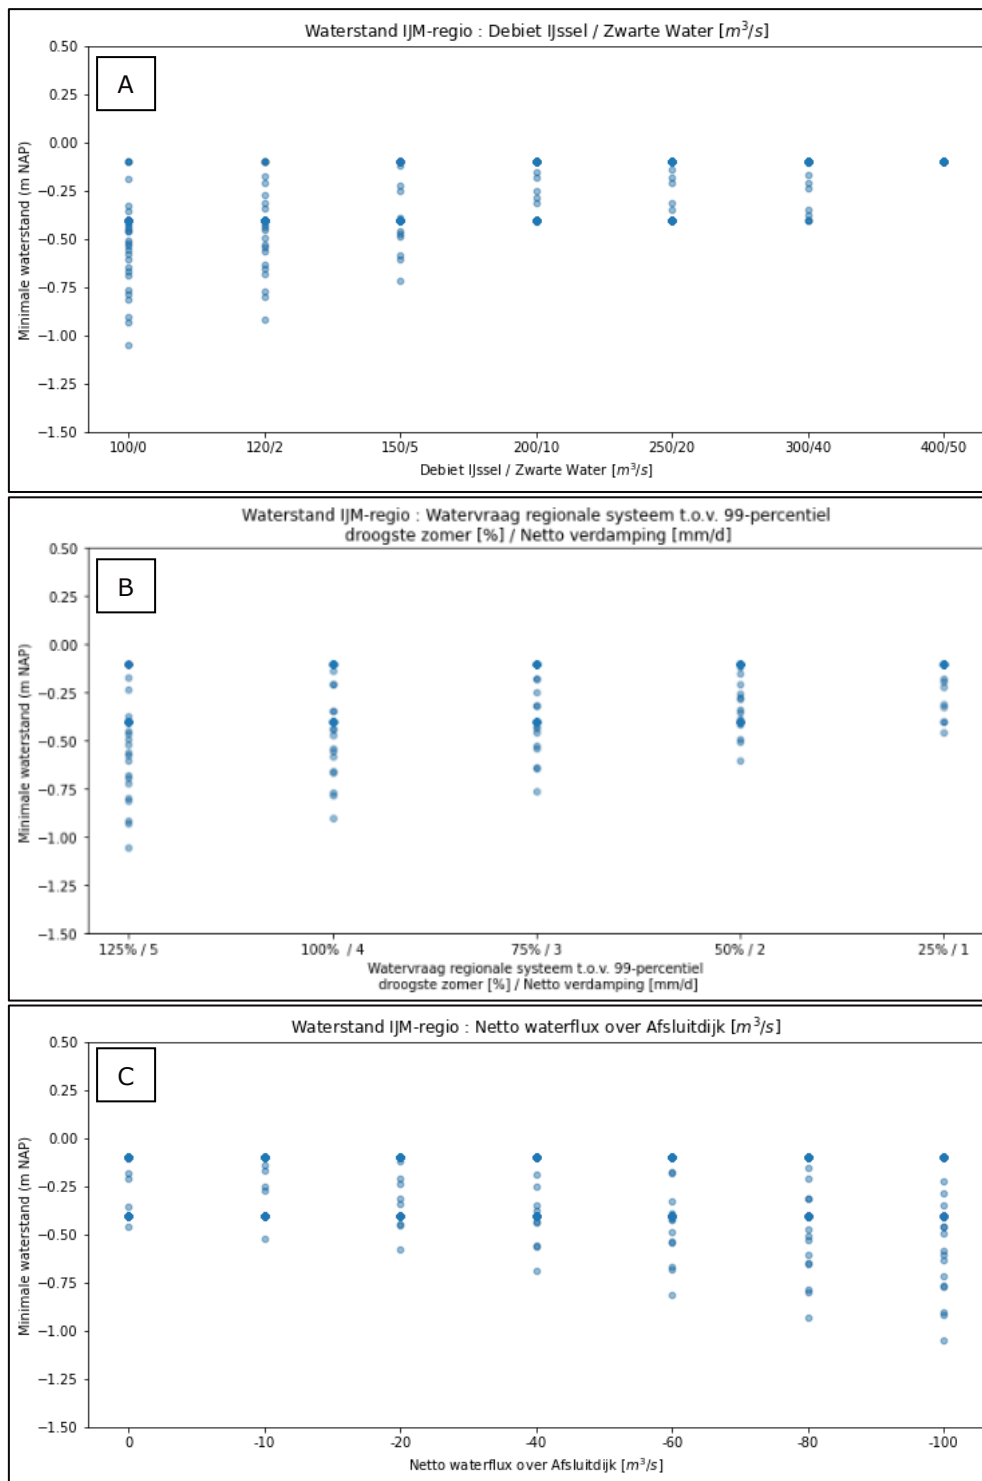 Waterstand IJM-regio : Debiet IJssel / Zwarte Water [m³/s]
A
Minimale waterstand (m NAP)
0.50
0.25
0.00
−0.25
−0.50
−0.75
−1.00
−1.25
−1.50
100/0 120/2 150/5 200/10 250/20 300/40 400/50
Debiet IJssel / Zwarte Water [m³/s]
Waterstand IJM-regio : Watervraag regionale systeem t.o.v. 99-percentiel
droogste zomer [%] / Netto verdamping [mm/d]
B
Minimale waterstand (m NAP)
0.50
0.25
0.00
−0.25
−0.50
−0.75
−1.00
−1.25
−1.50
125% / 5 100% / 4 75% / 3 50% / 2 25% / 1
Watervraag regionale systeem t.o.v. 99-percentiel
droogste zomer [%] / Netto verdamping [mm/d]
Waterstand IJM-regio : Netto waterflux over Afsluitdijk [m³/s]
C
Minimale waterstand (m NAP)
0.50
0.25
0.00
−0.25
−0.50
−0.75
−1.00
−1.25
−1.50
0 -10 -20 -40 -60 -80 -100
Netto waterflux over Afsluitdijk [m³/s]